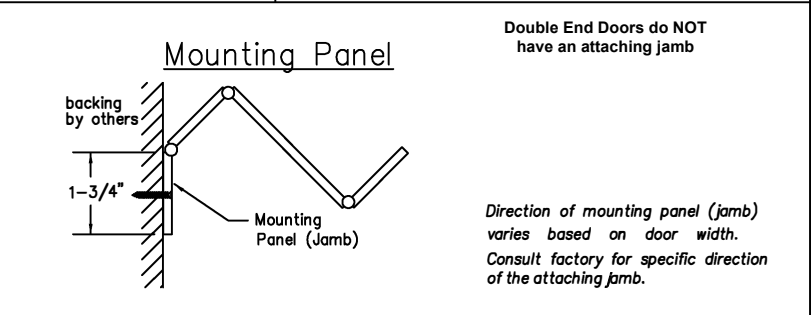 Double End Doors do NOT
have an attaching jamb
Mounting Panel
backing
by others
1-3/4"
Mounting
Panel (Jamb)
Direction of mounting panel (jamb)
varies based on door width.
Consult factory for specific direction
of the attaching jamb.